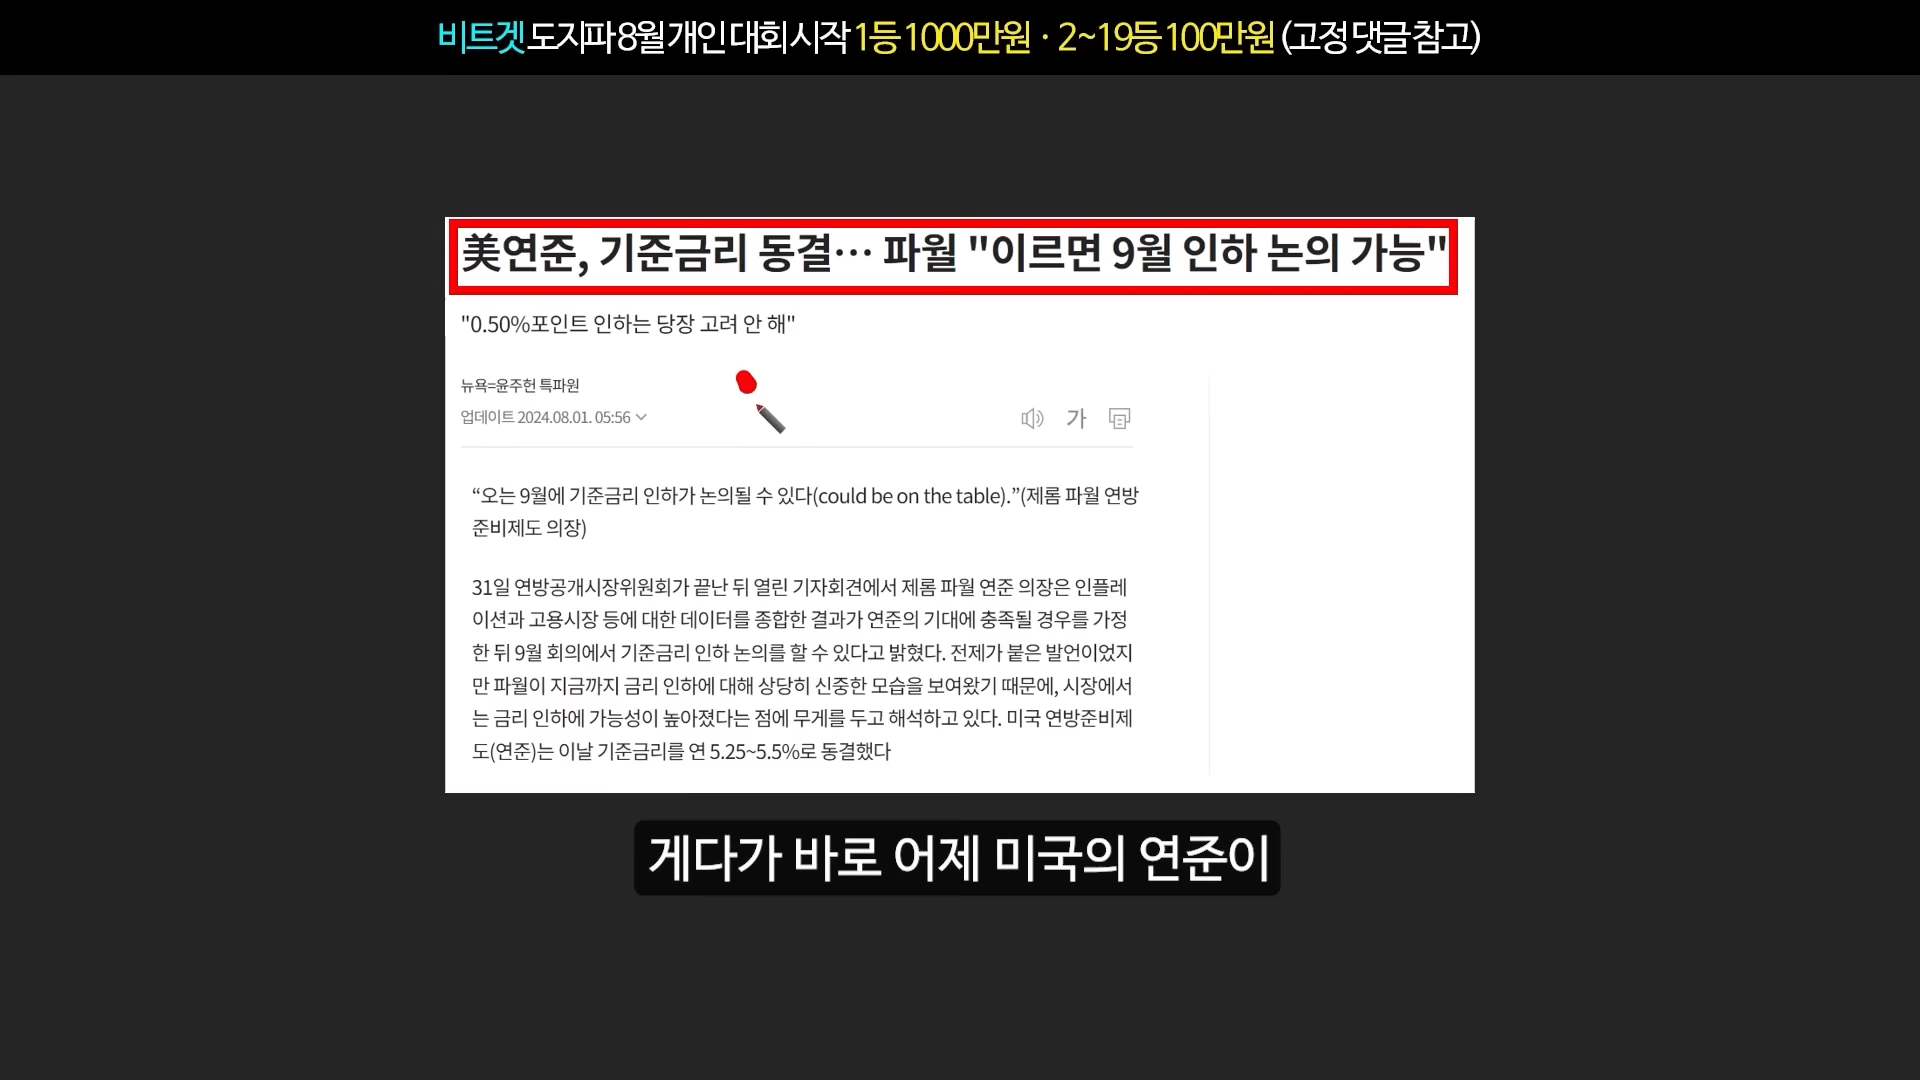 비트겟 도지파 8월 개인 대회 시작 1등 1000만원 · 2~19등 100만원 (고정 댓글 참고)
美연준, 기준금리 동결… 파월 "이르면 9월 인하 논의 가능"
"0.50%포인트 인하는 당장 고려 안 해"
뉴욕=윤주헌 특파원
업데이트 2024.08.01. 05:56
가
“오는 9월에 기준금리 인하가 논의될 수 있다(could be on the table).”(제롬 파월 연방
준비제도 의장)
31일 연방공개시장위원회가 끝난 뒤 열린 기자회견에서 제롬 파월 연준 의장은 인플레
이션과 고용시장 등에 대한 데이터를 종합한 결과가 연준의 기대에 충족될 경우를 가정
한 뒤 9월 회의에서 기준금리 인하 논의를 할 수 있다고 밝혔다. 전제가 붙은 발언이었지
만 파월이 지금까지 금리 인하에 대해 상당히 신중한 모습을 보여왔기 때문에, 시장에서
는 금리 인하에 가능성이 높아졌다는 점에 무게를 두고 해석하고 있다. 미국 연방준비제
도(연준)는 이날 기준금리를 연 5.25~5.5%로 동결했다
게다가 바로 어제 미국의 연준이